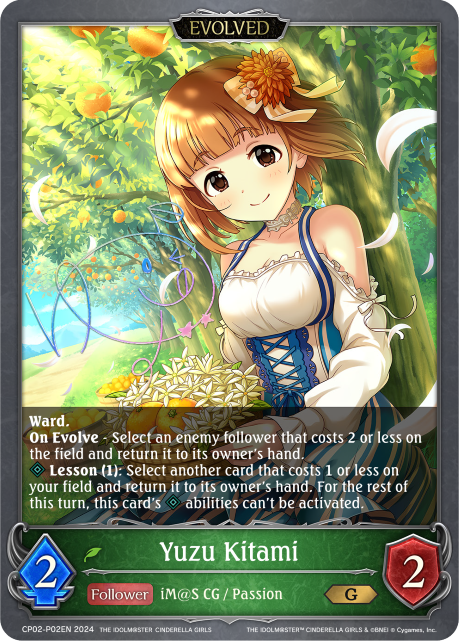 EVOLVED
Ward.
On Evolve - Select an enemy follower that costs 2 or less on
the field and return it to its owner's hand.
Lesson (1): Select another card that costs 1 or less on
your field and return it to its owner's hand. For the rest
of this turn, this card's abilities can't be activated.
Yuzu Kitami
2
2
Follower iM@S CG / Passion
G
CP02-P02EN 2024 THE IDOLM@STER CINDERELLA GIRLS THE IDOLM@STER™ CINDERELLA GIRLS & ©BNEI © Cygames, Inc.